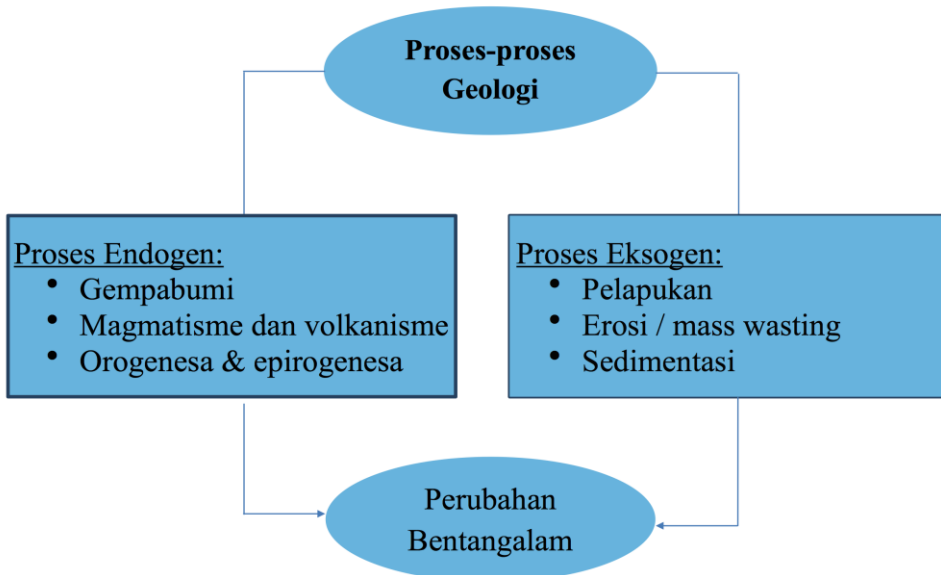 Proses-proses
Geologi
Proses Endogen:
• Gempabumi
• Magmatisme dan volkanisme
• Orogenesa & epirogenesa
Proses Eksogen:
• Pelapukan
• Erosi / mass wasting
• Sedimentasi
Perubahan
Bentangalam